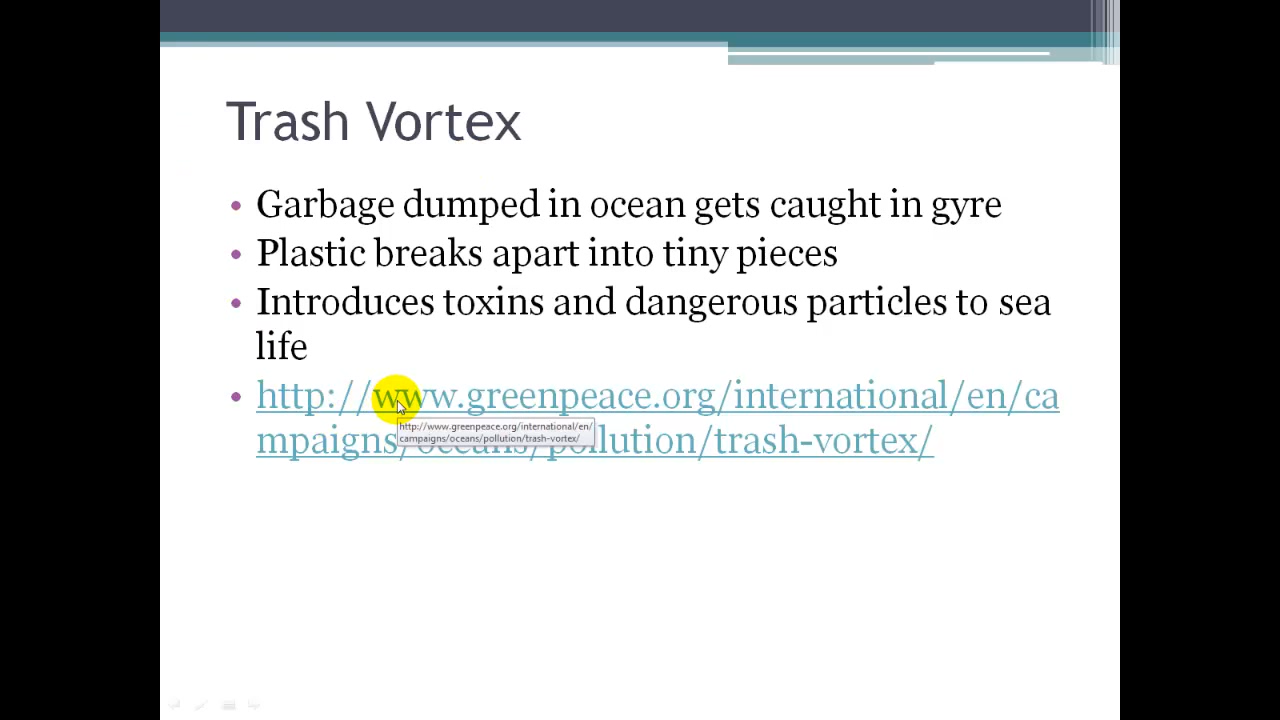 Trash Vortex
• Garbage dumped in ocean gets caught in gyre
• Plastic breaks apart into tiny pieces
• Introduces toxins and dangerous particles to sea
life
• http://www.greenpeace.org/international/en/ca
mpaigns/oceans/pollution/trash-vortex/
http://www.greenpeace.org/international/en/
campaigns/oceans/pollution/trash-vortex/